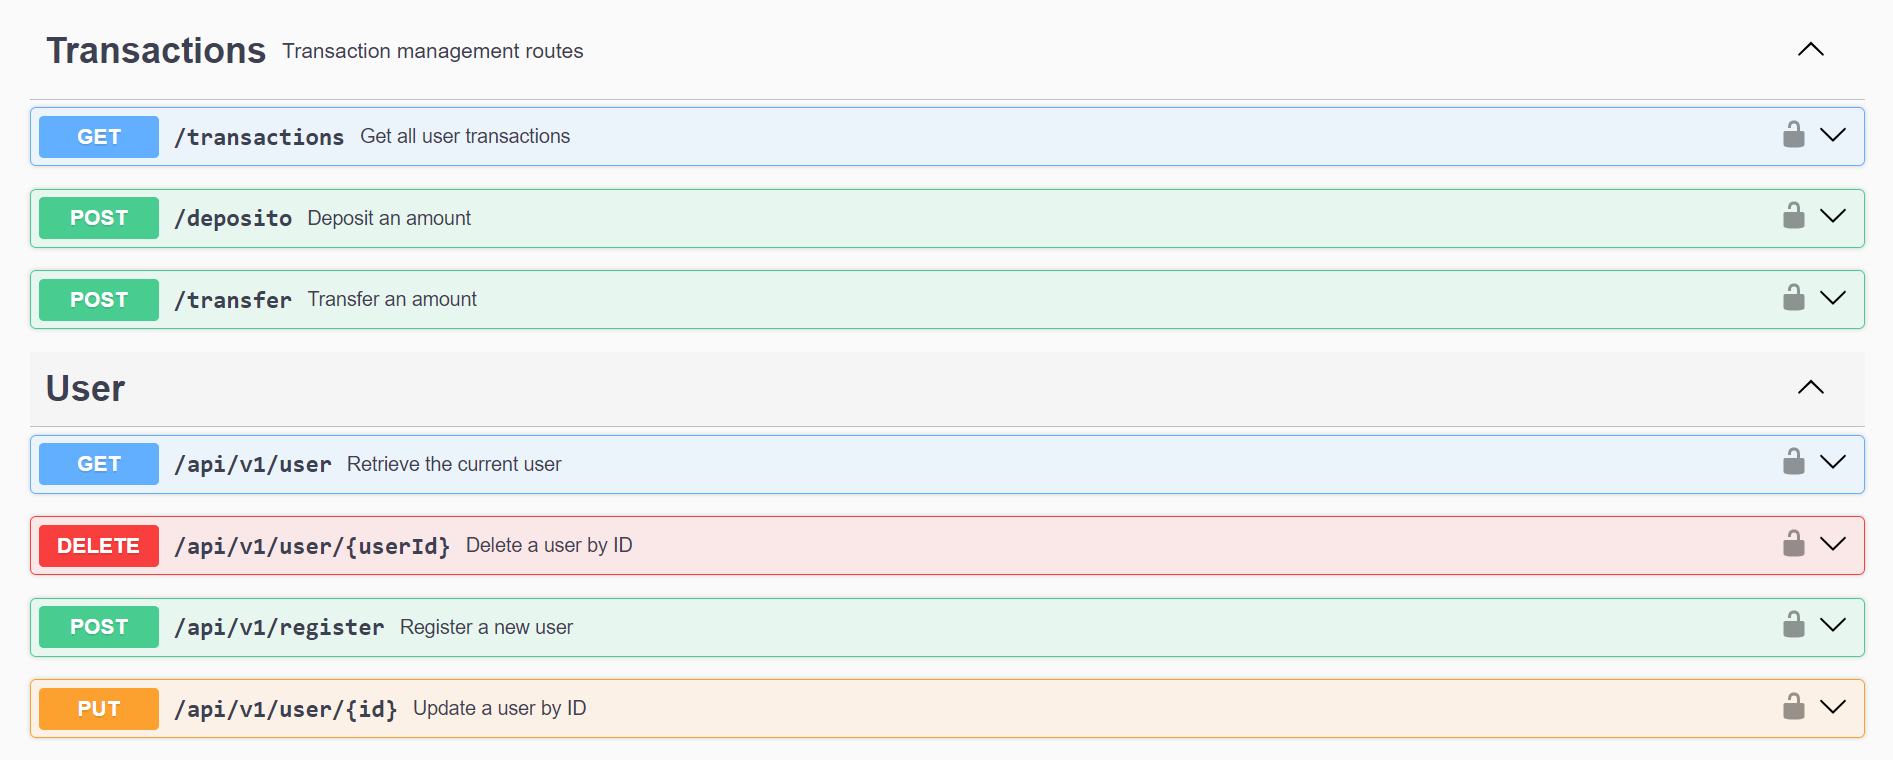 Transactions Transaction management routes
GET /transactions Get all user transactions
POST /deposito Deposit an amount
POST /transfer Transfer an amount
User
GET /api/v1/user Retrieve the current user
DELETE /api/v1/user/{userId} Delete a user by ID
POST /api/v1/register Register a new user
PUT /api/v1/user/{id} Update a user by ID